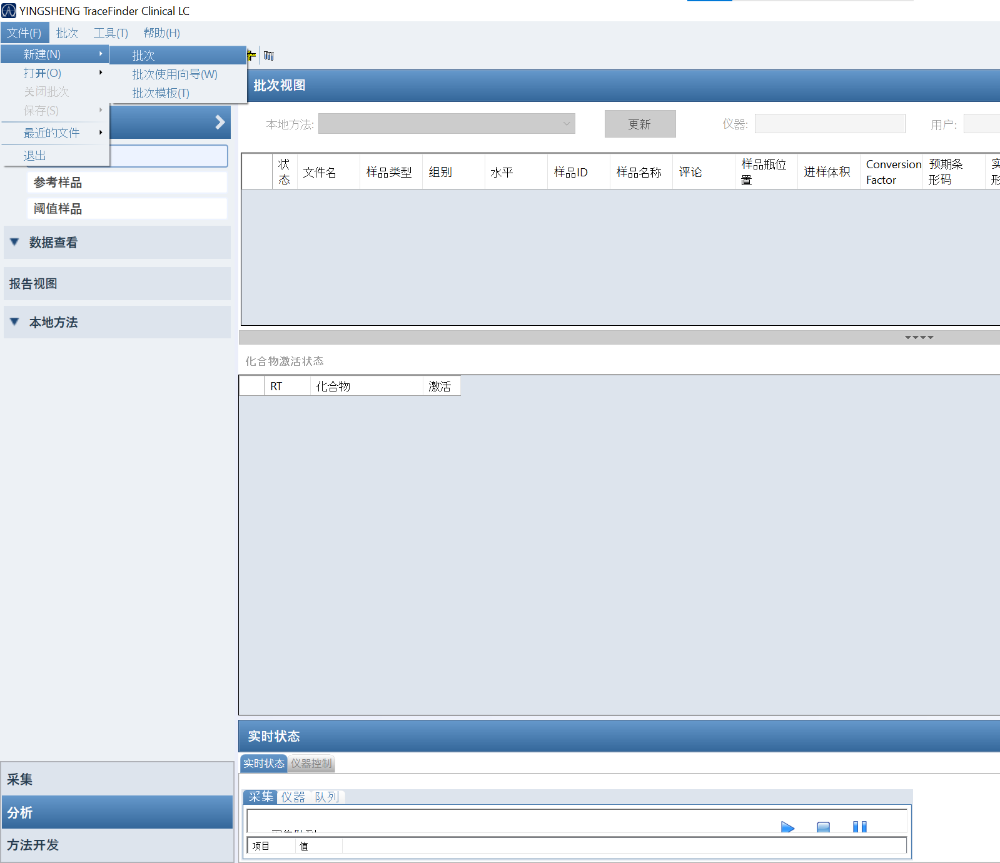 YINGSHENG TraceFinder Clinical LC
文件(F) 批次 工具(T) 帮助(H)
新建(N)
打开(O)
关闭批次
保存(S)
最近的文件
退出
批次
批次使用向导(W)
批次模板(T)
参考样品
阈值样品
数据查看
报告视图
本地方法
批次视图
本地方法: 更新 仪器: 用户:
状态 文件名 样品类型 组别 水平 样品ID 样品名称 评论 样品瓶位置 进样体积 Conversion Factor 预期条形码
化合物激活状态
RT 化合物 激活
实时状态
实时状态 仪器控制
采集 仪器 队列
项目 值
采集
分析
方法开发